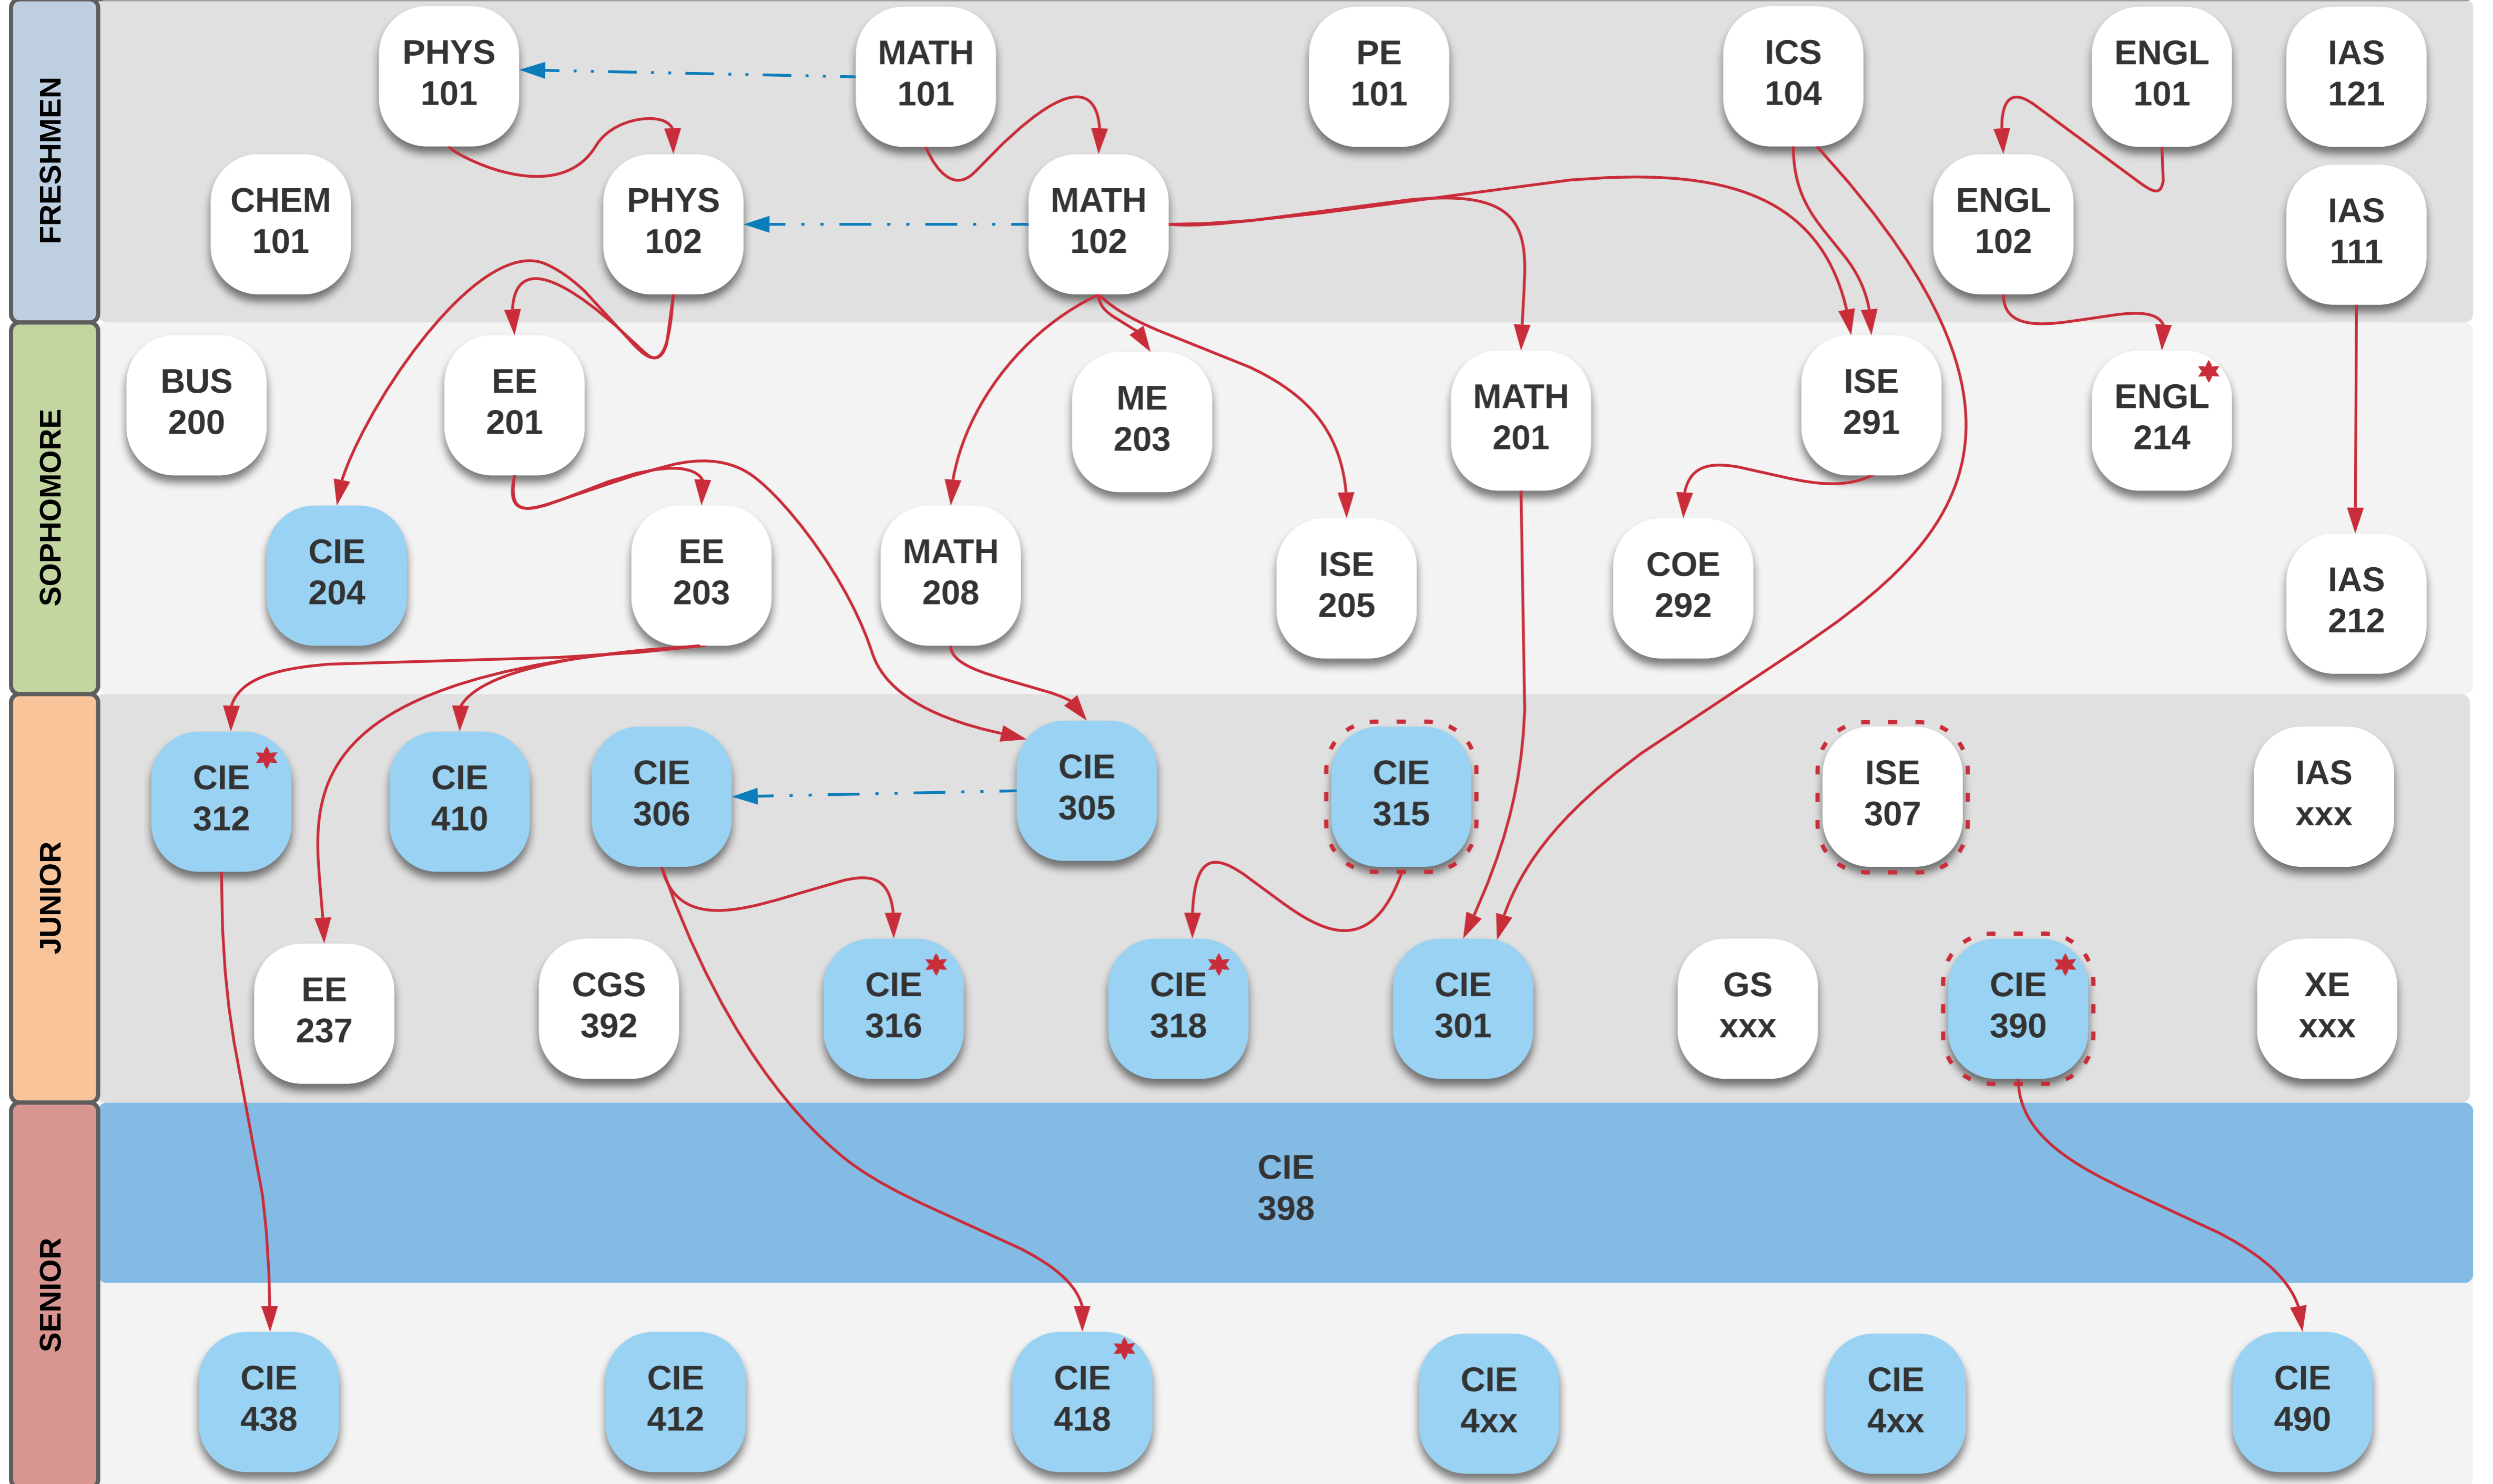 FRESHMEN
PHYS
101
MATH
101
PE
101
ICS
104
ENGL
101
IAS
121
CHEM
101
PHYS
102
MATH
102
ENGL
102
IAS
111
SOPHOMORE
BUS
200
EE
201
ME
203
MATH
201
ISE
291
ENGL
214
CIE
204
EE
203
MATH
208
ISE
205
COE
292
IAS
212
JUNIOR
CIE
312
CIE
410
CIE
306
CIE
305
CIE
315
ISE
307
IAS
xxx
EE
237
CGS
392
CIE
316
CIE
318
CIE
301
GS
xxx
CIE
390
XE
xxx
SENIOR
CIE
398
CIE
438
CIE
412
CIE
418
CIE
4xx
CIE
4xx
CIE
490